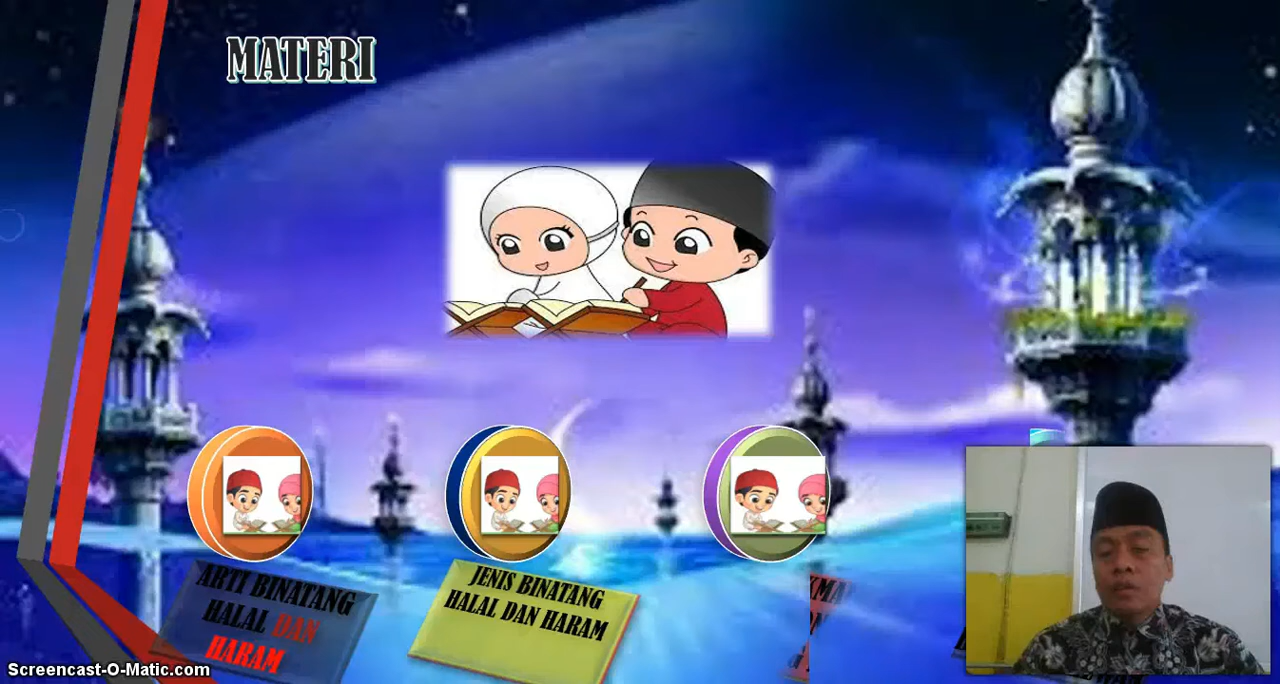 MATERI
ARTI BINATANG
HALAL DAN
HARAM
JENIS BINATANG
HALAL DAN HARAM
Screencast-O-Matic.com